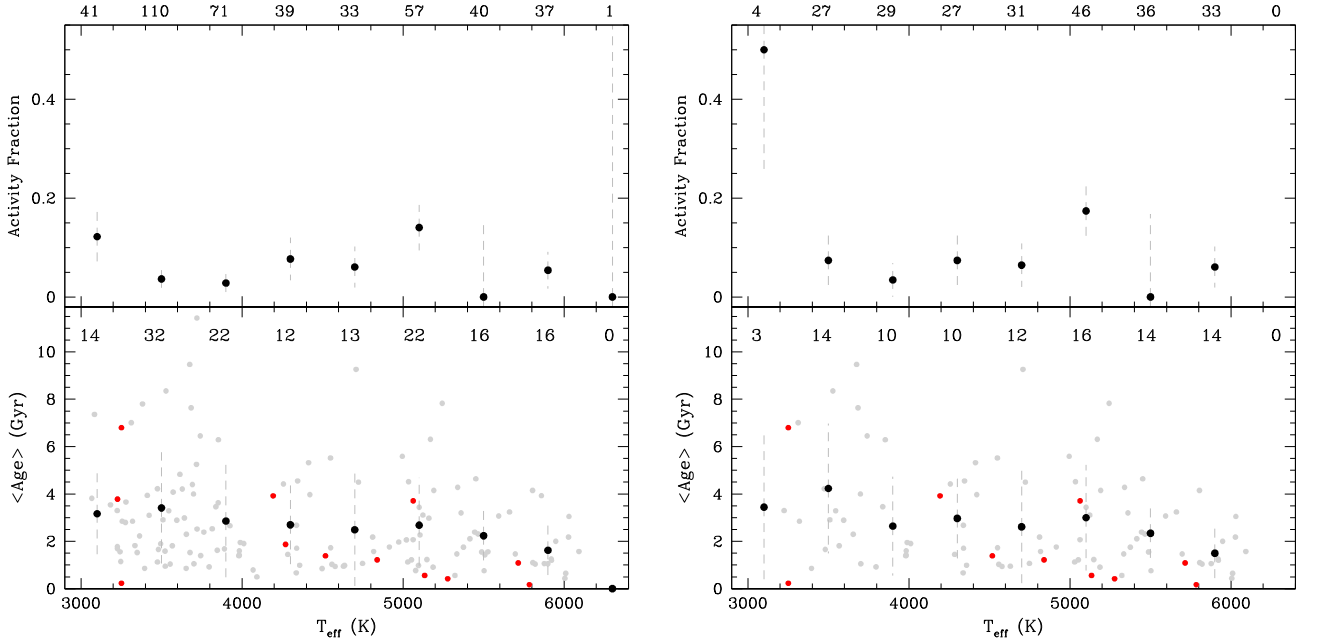 41 110 71 39 33 57 40 37 1
0.4
0.2
0
Activity Fraction
14 32 22 12 13 22 16 16 0
10
8
6
4
2
0
<Age> (Gyr)
3000 4000 5000 6000
T_eff (K)
4 27 29 27 31 46 36 33 0
0.4
0.2
0
Activity Fraction
3 14 10 10 12 16 14 14 0
10
8
6
4
2
0
<Age> (Gyr)
3000 4000 5000 6000
T_eff (K)